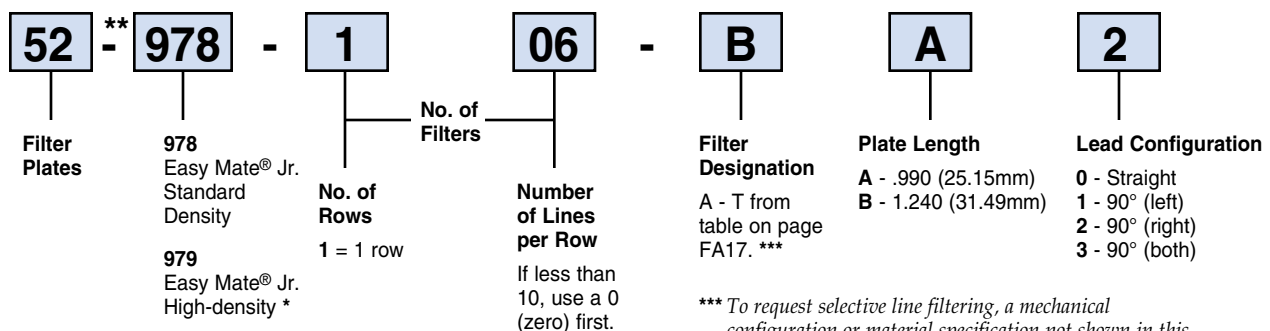 52 -** 978 - 1 06 - B A 2
No. of
Filters
Filter
Plates
978
Easy Mate® Jr.
Standard
Density
979
Easy Mate® Jr.
High-density *
No. of
Rows
1 = 1 row
Number
of Lines
per Row
If less than
10, use a 0
(zero) first.
Filter
Designation
A - T from
table on page
FA17. ***
Plate Length
A - .990 (25.15mm)
B - 1.240 (31.49mm)
Lead Configuration
0 - Straight
1 - 90° (left)
2 - 90° (right)
3 - 90° (both)
*** To request selective line filtering, a mechanical
configuration or material specification not shown in this